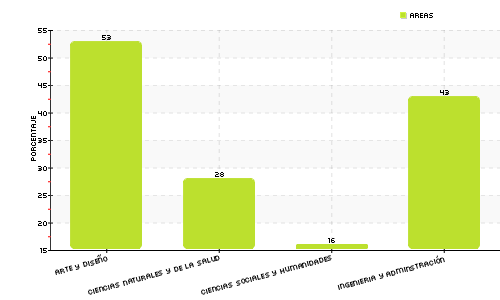 AREAS
55
53
50
45
43
40
PORCENTAJE
35
30
28
25
20
16
15
ARTE Y DISEÑO
CIENCIAS NATURALES Y DE LA SALUD
CIENCIAS SOCIALES Y HUMANIDADES
INGENIERIA Y ADMINSTRACIÓN